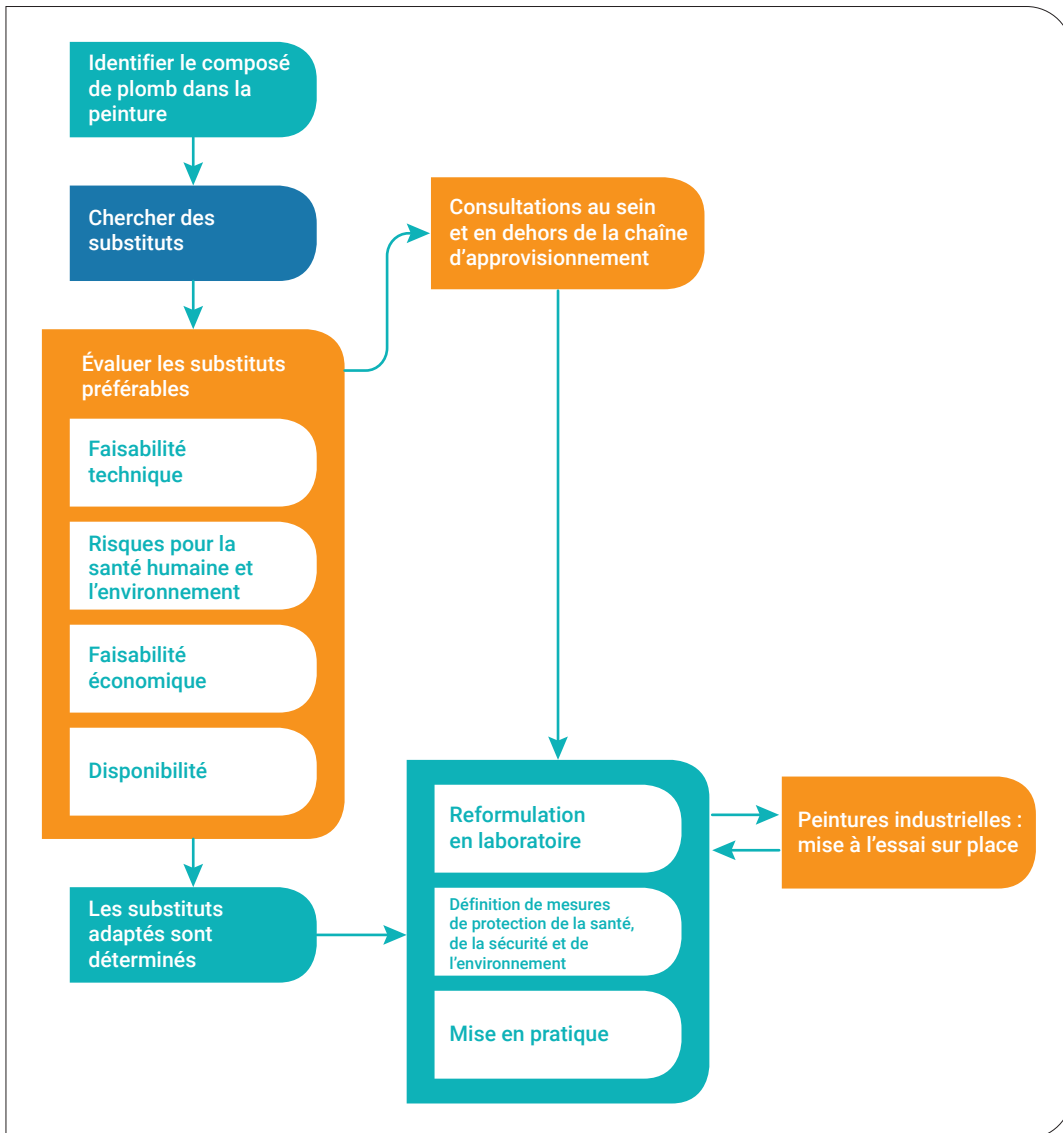 Identifier le composé
de plomb dans la
peinture
Chercher des
substituts
Consultations au sein
et en dehors de la chaîne
d’approvisionnement
Évaluer les substituts
préférables
Faisabilité
technique
Risques pour la
santé humaine et
l’environnement
Faisabilité
économique
Disponibilité
Les substituts
adaptés sont
déterminés
Reformulation
en laboratoire
Définition de mesures
de protection de la santé,
de la sécurité et de
l’environnement
Mise en pratique
Peintures industrielles :
mise à l’essai sur place